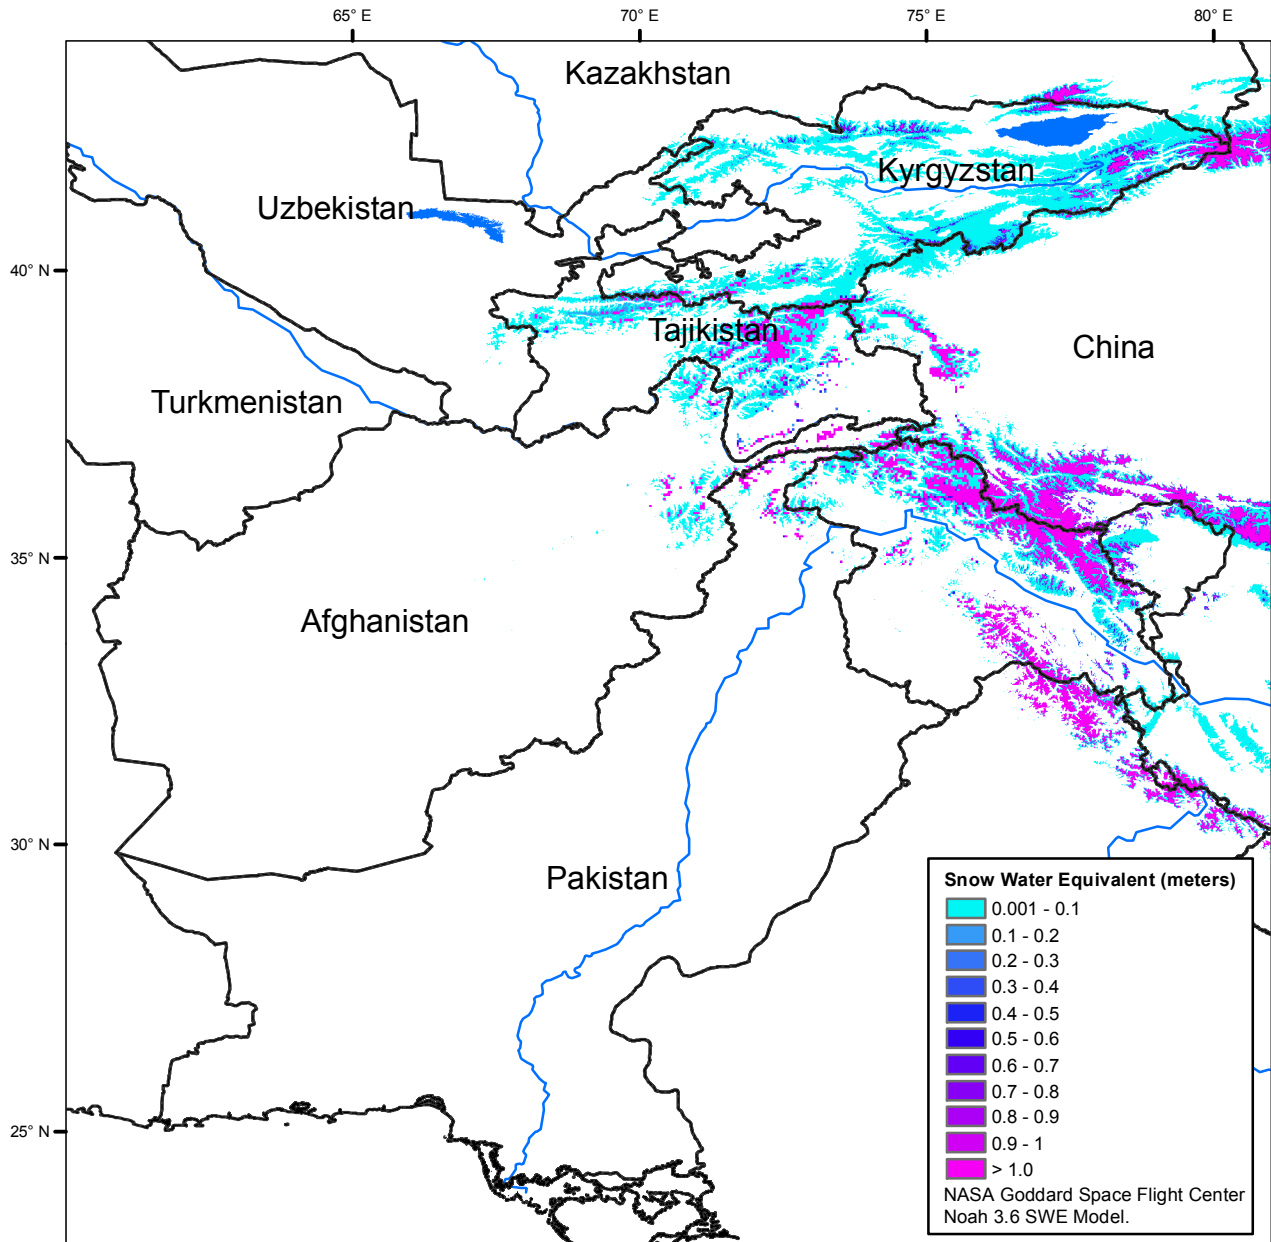 65° E
70° E
75° E
80° E
Kazakhstan
Kyrgyzstan
Uzbekistan
40° N
Tajikistan
China
Turkmenistan
35° N
Afghanistan
30° N
Pakistan
25° N
Snow Water Equivalent (meters)
0.001 - 0.1
0.1 - 0.2
0.2 - 0.3
0.3 - 0.4
0.4 - 0.5
0.5 - 0.6
0.6 - 0.7
0.7 - 0.8
0.8 - 0.9
0.9 - 1
> 1.0
NASA Goddard Space Flight Center
Noah 3.6 SWE Model.